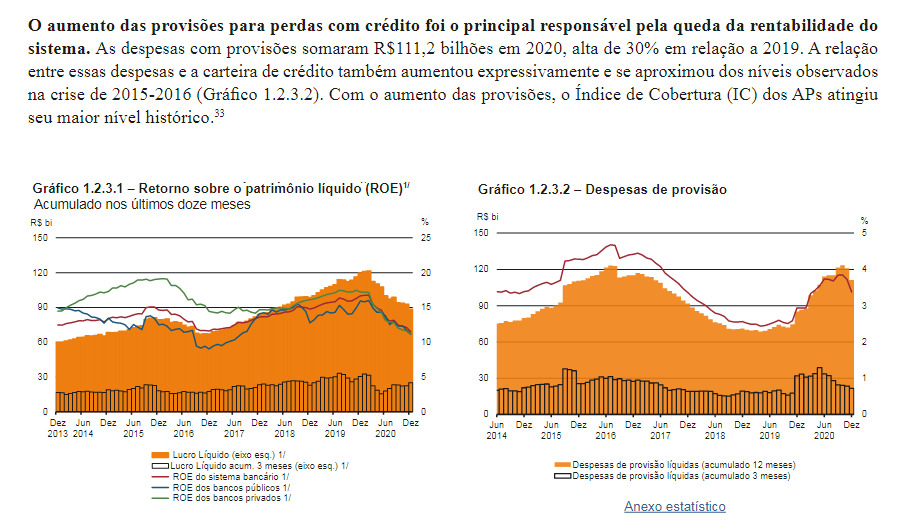 O aumento das provisões para perdas com crédito foi o principal responsável pela queda da rentabilidade do
sistema. As despesas com provisões somaram R$111,2 bilhões em 2020, alta de 30% em relação a 2019. A relação
entre essas despesas e a carteira de crédito também aumentou expressivamente e se aproximou dos níveis observados
na crise de 2015-2016 (Gráfico 1.2.3.2). Com o aumento das provisões, o Índice de Cobertura (IC) dos APs atingiu
seu maior nível histórico.33
Gráfico 1.2.3.1 – Retorno sobre o patrimônio líquido (ROE)1/
Acumulado nos últimos doze meses
R$ bi %
150 25
120 20
90 15
60 10
30 5
0 0
Dez Jun Dez Jun Dez Jun Dez Jun Dez Jun Dez Jun Dez Jun Dez
2013 2014 2015 2016 2017 2018 2019 2020
Lucro Líquido (eixo esq.) 1/
Lucro Líquido acum. 3 meses (eixo esq.) 1/
ROE do sistema bancário 1/
ROE dos bancos públicos 1/
ROE dos bancos privados 1/
Gráfico 1.2.3.2 – Despesas de provisão
R$ bi %
150 5
120 4
90 3
60 2
30 1
0 0
Jun Dez Jun Dez Jun Dez Jun Dez Jun Dez Jun Dez Jun Dez
2014 2015 2016 2017 2018 2019 2020
Despesas de provisão líquidas (acumulado 12 meses)
Despesas de provisão líquidas (acumulado 3 meses)
Anexo estatístico